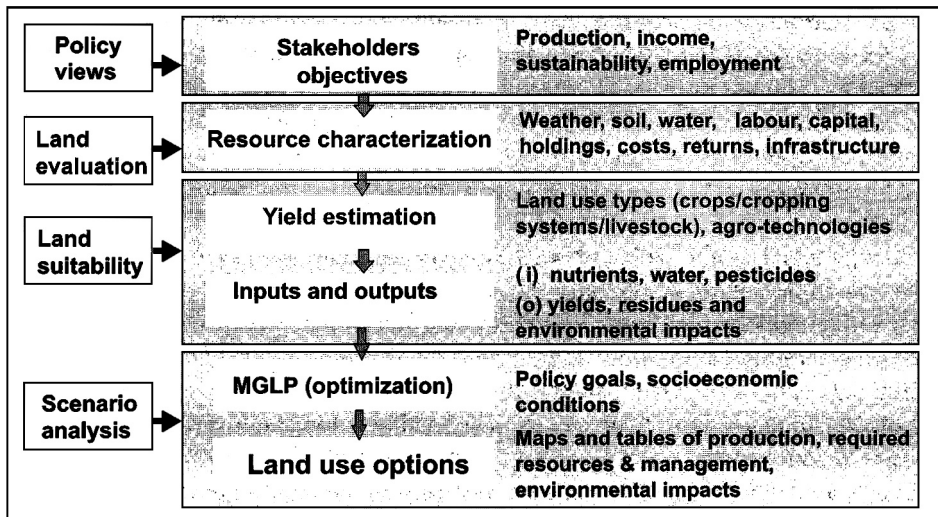 Policy
views
Stakeholders
objectives
Production, income,
sustainability, employment
Land
evaluation
Resource characterization
Weather, soil, water, labour, capital,
holdings, costs, returns, infrastructure
Land
suitability
Yield estimation
Land use types (crops/cropping
systems/livestock), agro-technologies
Inputs and outputs
(i) nutrients, water, pesticides
(o) yields, residues and
environmental impacts
Scenario
analysis
MGLP (optimization)
Policy goals, socioeconomic
conditions
Land use options
Maps and tables of production, required
resources & management,
environmental impacts